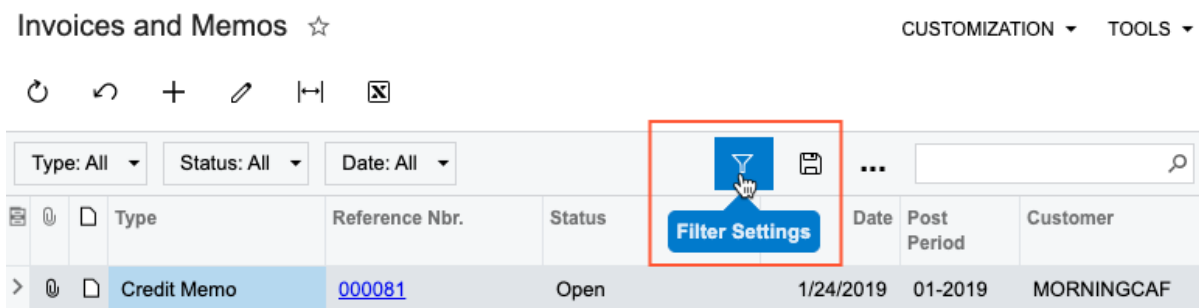 Invoices and Memos
CUSTOMIZATION
TOOLS
Type: All
Status: All
Date: All
...
Filter Settings
Type
Reference Nbr.
Status
Date
Post
Period
Customer
Credit Memo
000081
Open
1/24/2019
01-2019
MORNINGCAF